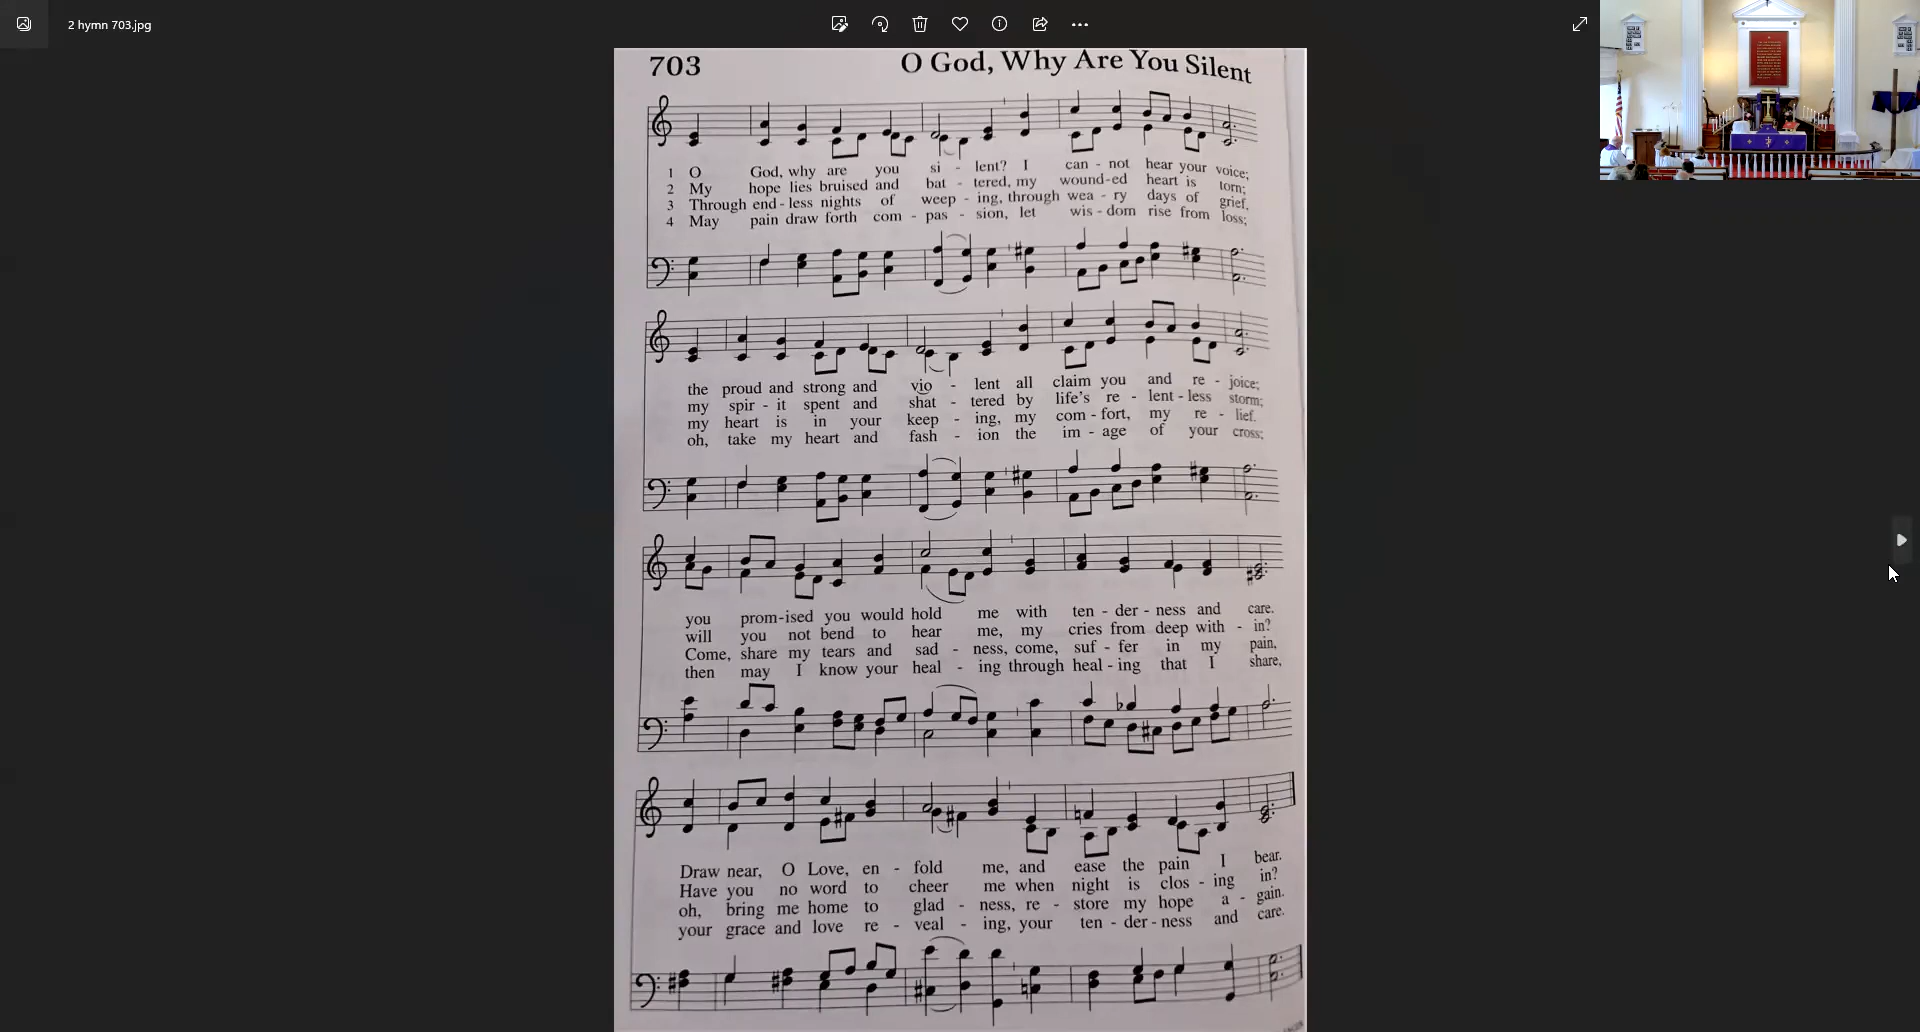 2 hymn 703.jpg
703 O God, Why Are You Silent
1 O God, why are you si - lent? I can - not hear your voice;
2 My hope lies bruised and bat - tered, my wound-ed heart is torn;
3 Through end - less nights of weep - ing, through wea - ry days of grief,
4 May pain draw forth com - pas - sion, let wis - dom rise from loss;
the proud and strong and vio - lent all claim you and re - joice;
my spir - it spent and shat - tered by life's re - lent - less storm;
my heart is in your keep - ing, my com - fort, my re - lief.
oh, take my heart and fash - ion the im - age of your cross;
you prom-ised you would hold me with ten - der - ness and care.
will you not bend to hear me, my cries from deep with - in?
Come, share my tears and sad - ness, come, suf - fer in my pain,
then may I know your heal - ing through heal - ing that I share,
Draw near, O Love, en - fold me, and ease the pain I bear.
Have you no word to cheer me when night is clos - ing in?
oh, bring me home to glad - ness, re - store my hope a - gain.
your grace and love re - veal - ing, your ten - der - ness and care.